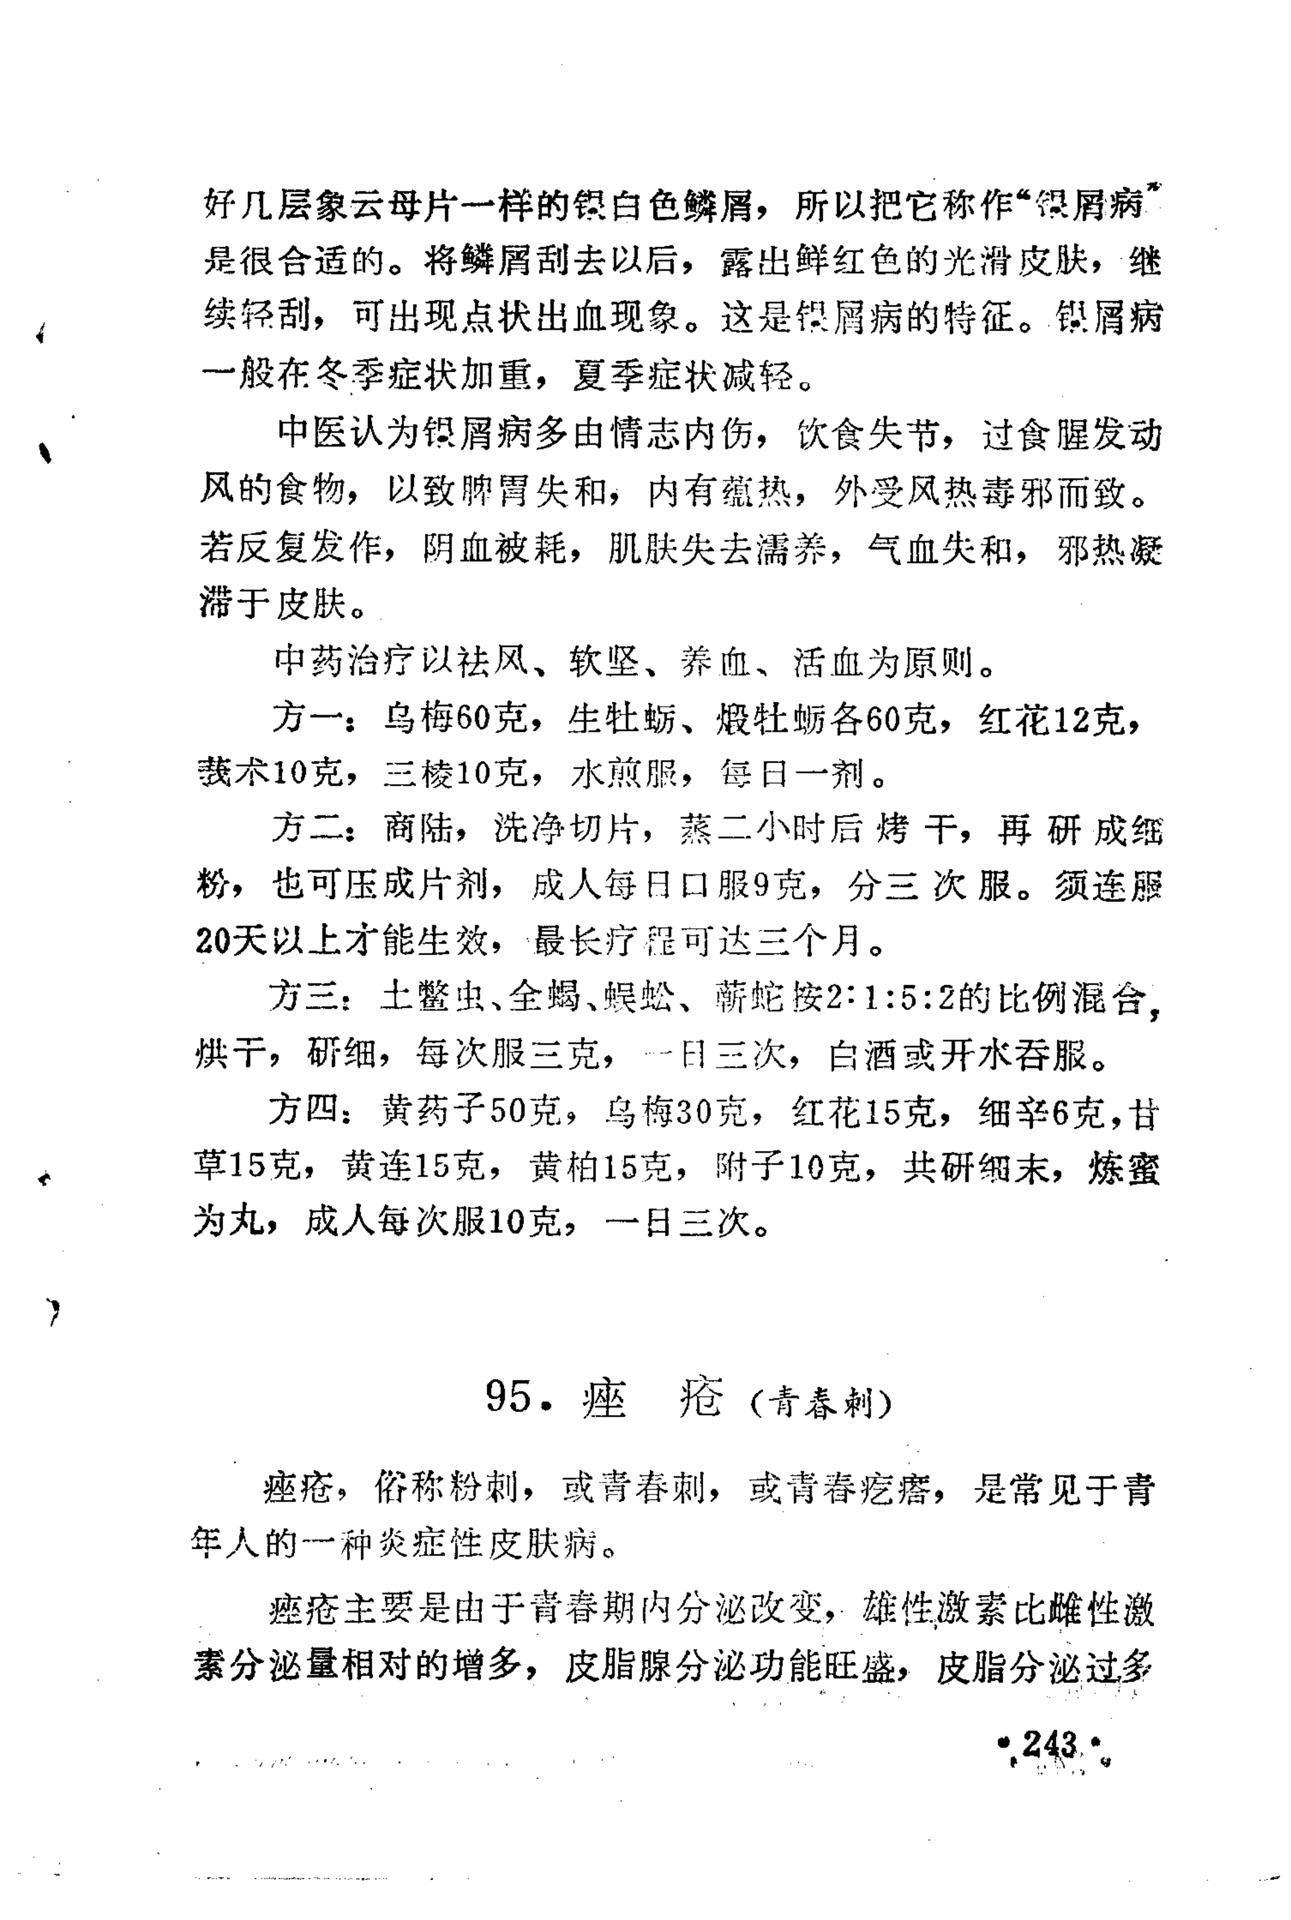 好几层象云母片一样的银白色鳞屑，所以把它称作“银屑病”
是很合适的。将鳞屑刮去以后，露出鲜红色的光滑皮肤，继
续轻刮，可出现点状出血现象。这是银屑病的特征。银屑病
一般在冬季症状加重，夏季症状减轻。
中医认为银屑病多由情志内伤，饮食失节，过食腥发动
风的食物，以致脾胃失和，内有蕴热，外受风热毒邪而致。
若反复发作，阴血被耗，肌肤失去濡养，气血失和，邪热凝
滞于皮肤。
中药治疗以祛风、软坚、养血、活血为原则。
方一：乌梅60克，生牡蛎、煅牡蛎各60克，红花12克，
莪术10克，三棱10克，水煎服，每日一剂。
方二：商陆，洗净切片，蒸二小时后烤干，再研成细
粉，也可压成片剂，成人每日口服9克，分三次服。须连服
20天以上才能生效，最长疗程可达三个月。
方三：土鳖虫、全蝎、蜈蚣、蕲蛇按2:1:5:2的比例混合，
烘干，研细，每次服三克，一日三次，白酒或开水吞服。
方四：黄药子50克，乌梅30克，红花15克，细辛6克，甘
草15克，黄连15克，黄柏15克，附子10克，共研细末，炼蜜
为丸，成人每次服10克，一日三次。
95．痤 疮（青春刺）
痤疮，俗称粉刺，或青春刺，或青春疙瘩，是常见于青
年人的一种炎症性皮肤病。
痤疮主要是由于青春期内分泌改变，雄性激素比雌性激
素分泌量相对的增多，皮脂腺分泌功能旺盛，皮脂分泌过多
•243•